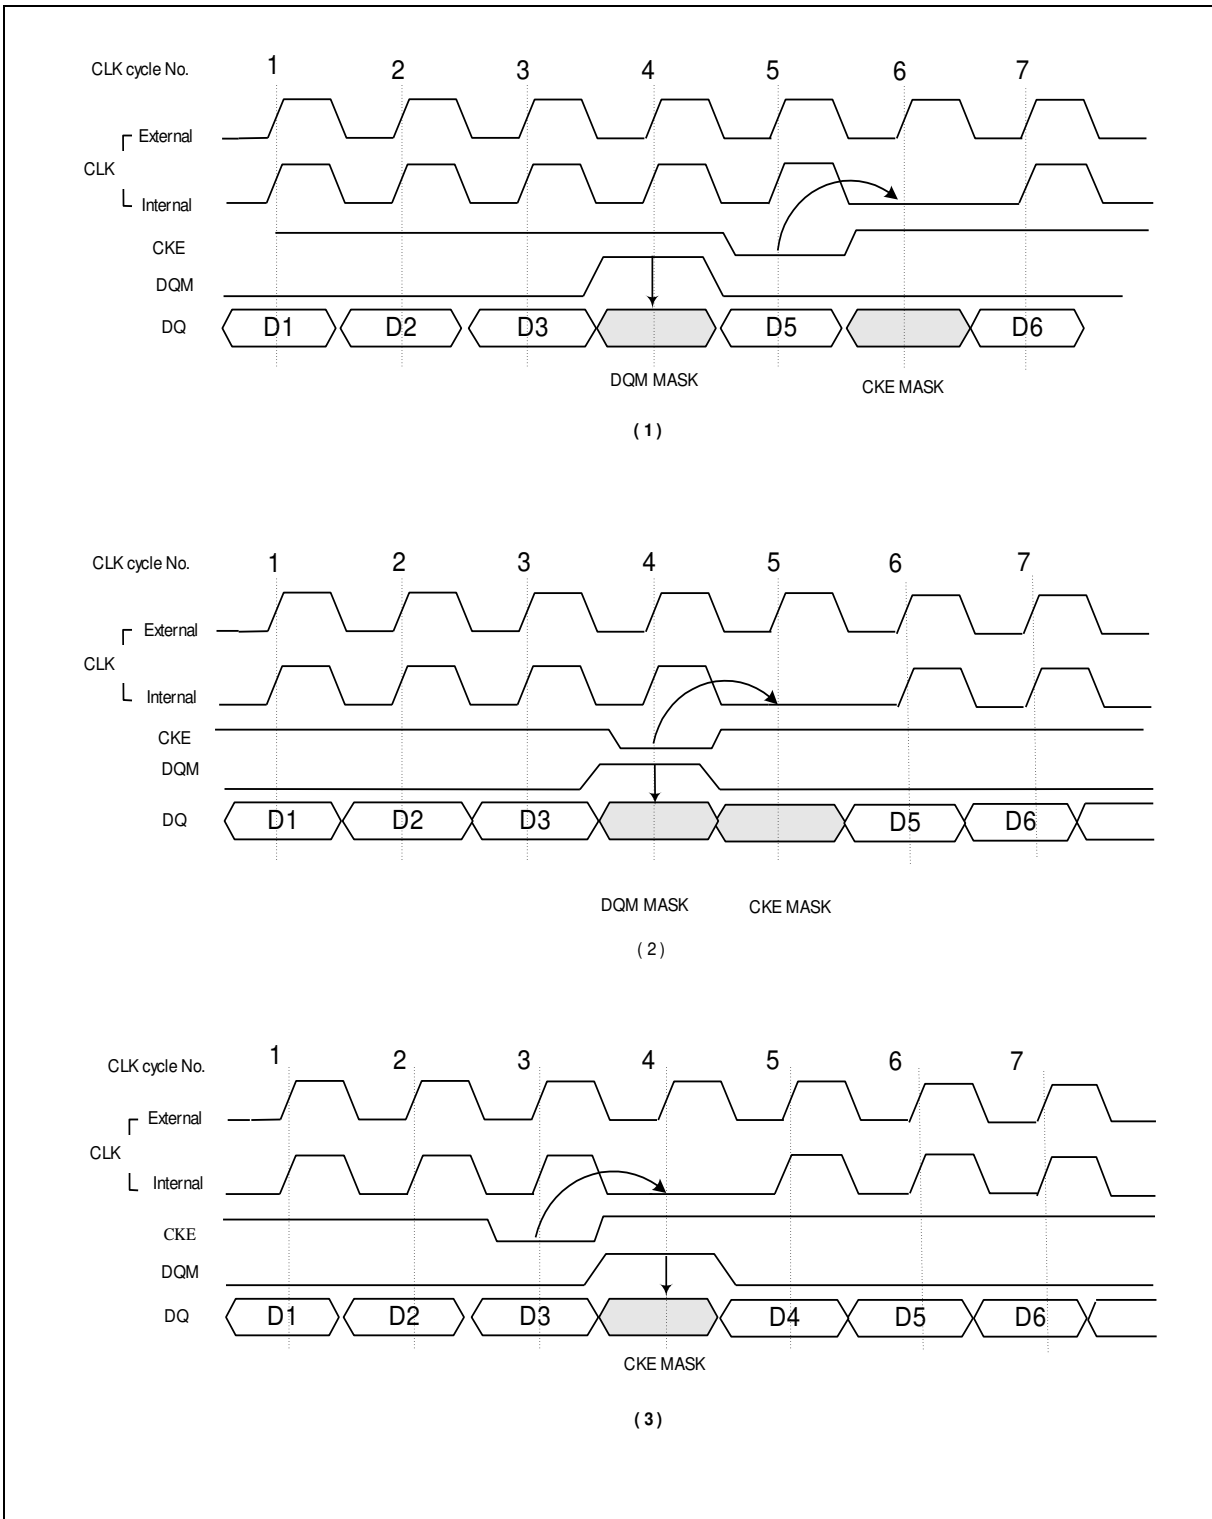 CLK cycle No. 1 2 3 4 5 6 7
External
CLK
Internal
CKE
DQM
DQ D1 D2 D3 D5 D6
DQM MASK CKE MASK
( 1 )
CLK cycle No. 1 2 3 4 5 6 7
External
CLK
Internal
CKE
DQM
DQ D1 D2 D3 D5 D6
DQM MASK CKE MASK
( 2 )
CLK cycle No. 1 2 3 4 5 6 7
External
CLK
Internal
CKE
DQM
DQ D1 D2 D3 D4 D5 D6
CKE MASK
( 3 )